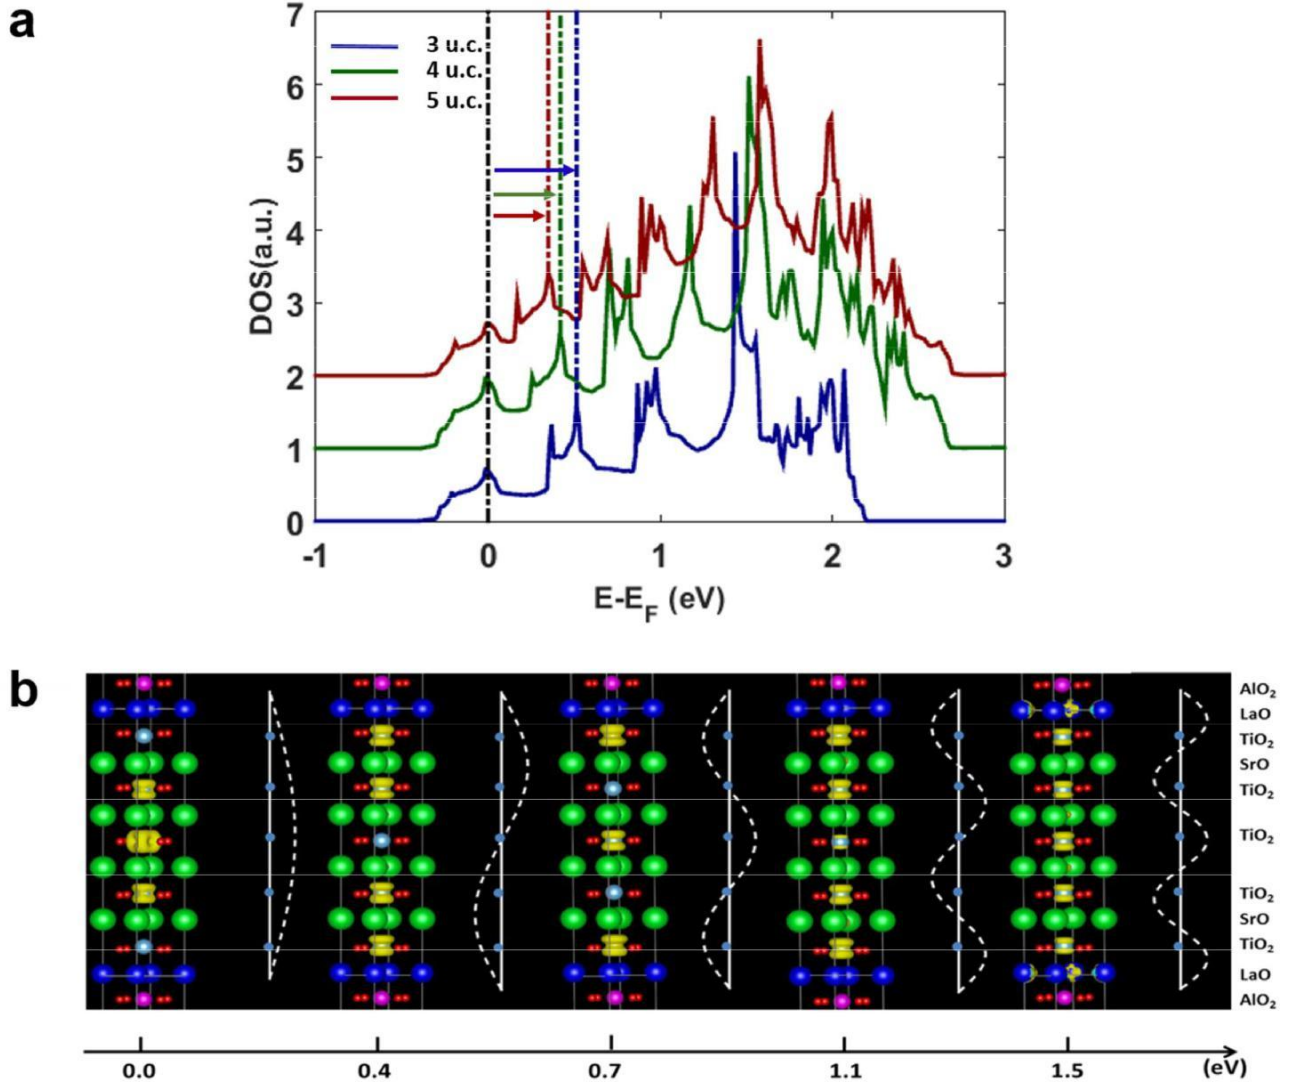 a
7
6
5
4
3
2
1
0
DOS(a.u.)
3 u.c.
4 u.c.
5 u.c.
-1 0 1 2 3
E-E_F (eV)
b
AlO₂
LaO
TiO₂
SrO
TiO₂
TiO₂
TiO₂
SrO
TiO₂
LaO
AlO₂
0.0 0.4 0.7 1.1 1.5 (eV)